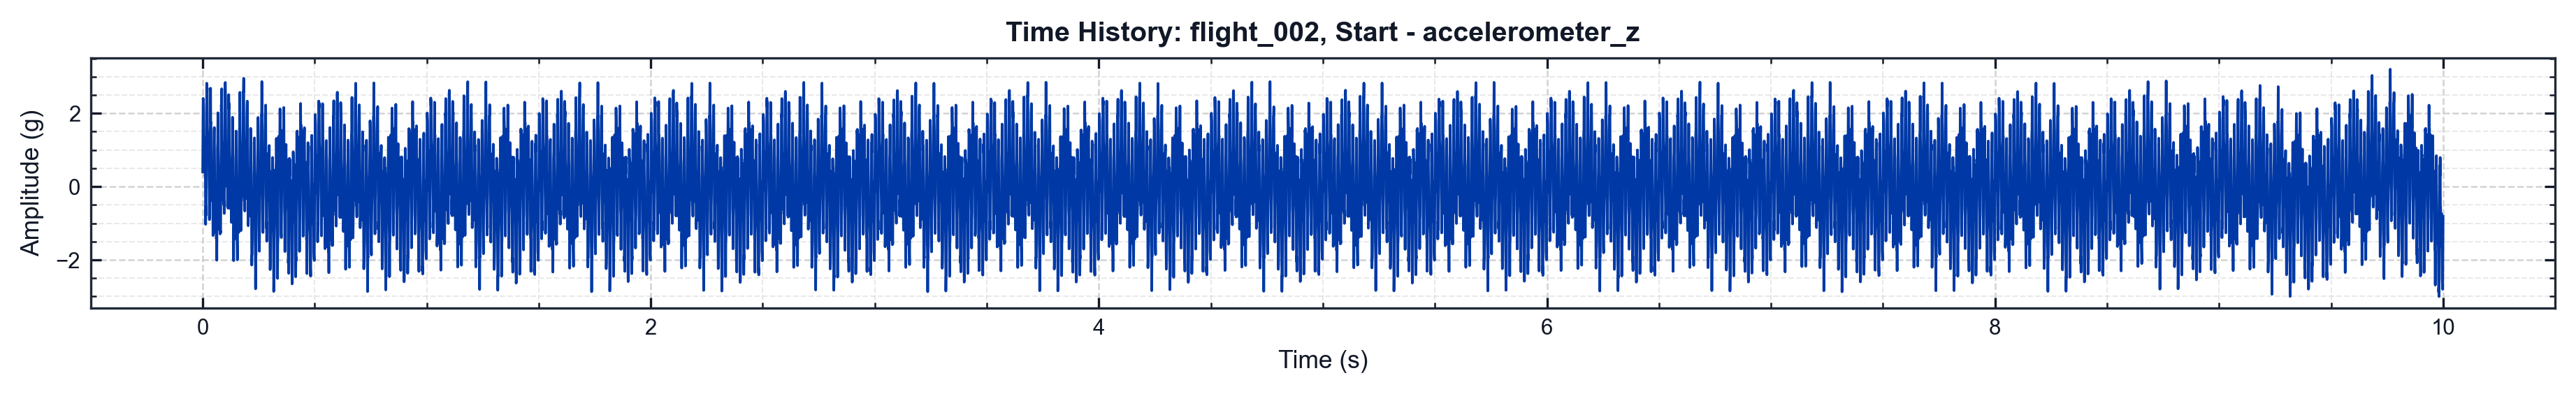 Time History: flight_002, Start - accelerometer_z
Amplitude (g)
2
0
−2
0 2 4 6 8 10
Time (s)